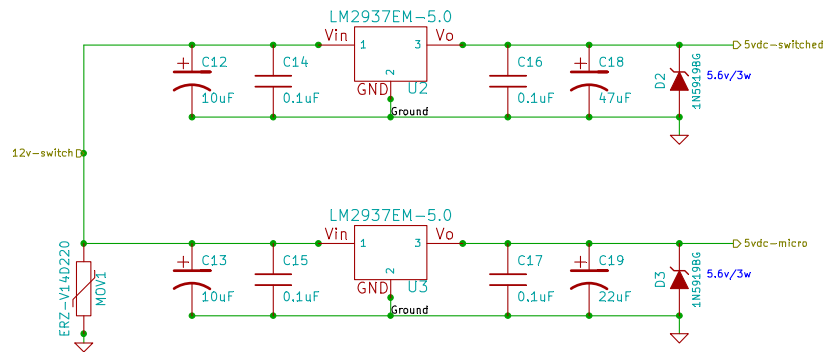 LM2937EM-5.0
Vin
Vo
1
3
2
GND
U2
Ground
C12
10uF
C14
0.1uF
C16
0.1uF
C18
47uF
D2
1N5919BG
5.6v/3w
5vdc-switched
12v-switch
LM2937EM-5.0
Vin
Vo
1
3
2
GND
U3
Ground
ERZ-V14D220
MOV1
C13
10uF
C15
0.1uF
C17
0.1uF
C19
22uF
D3
1N5919BG
5.6v/3w
5vdc-micro